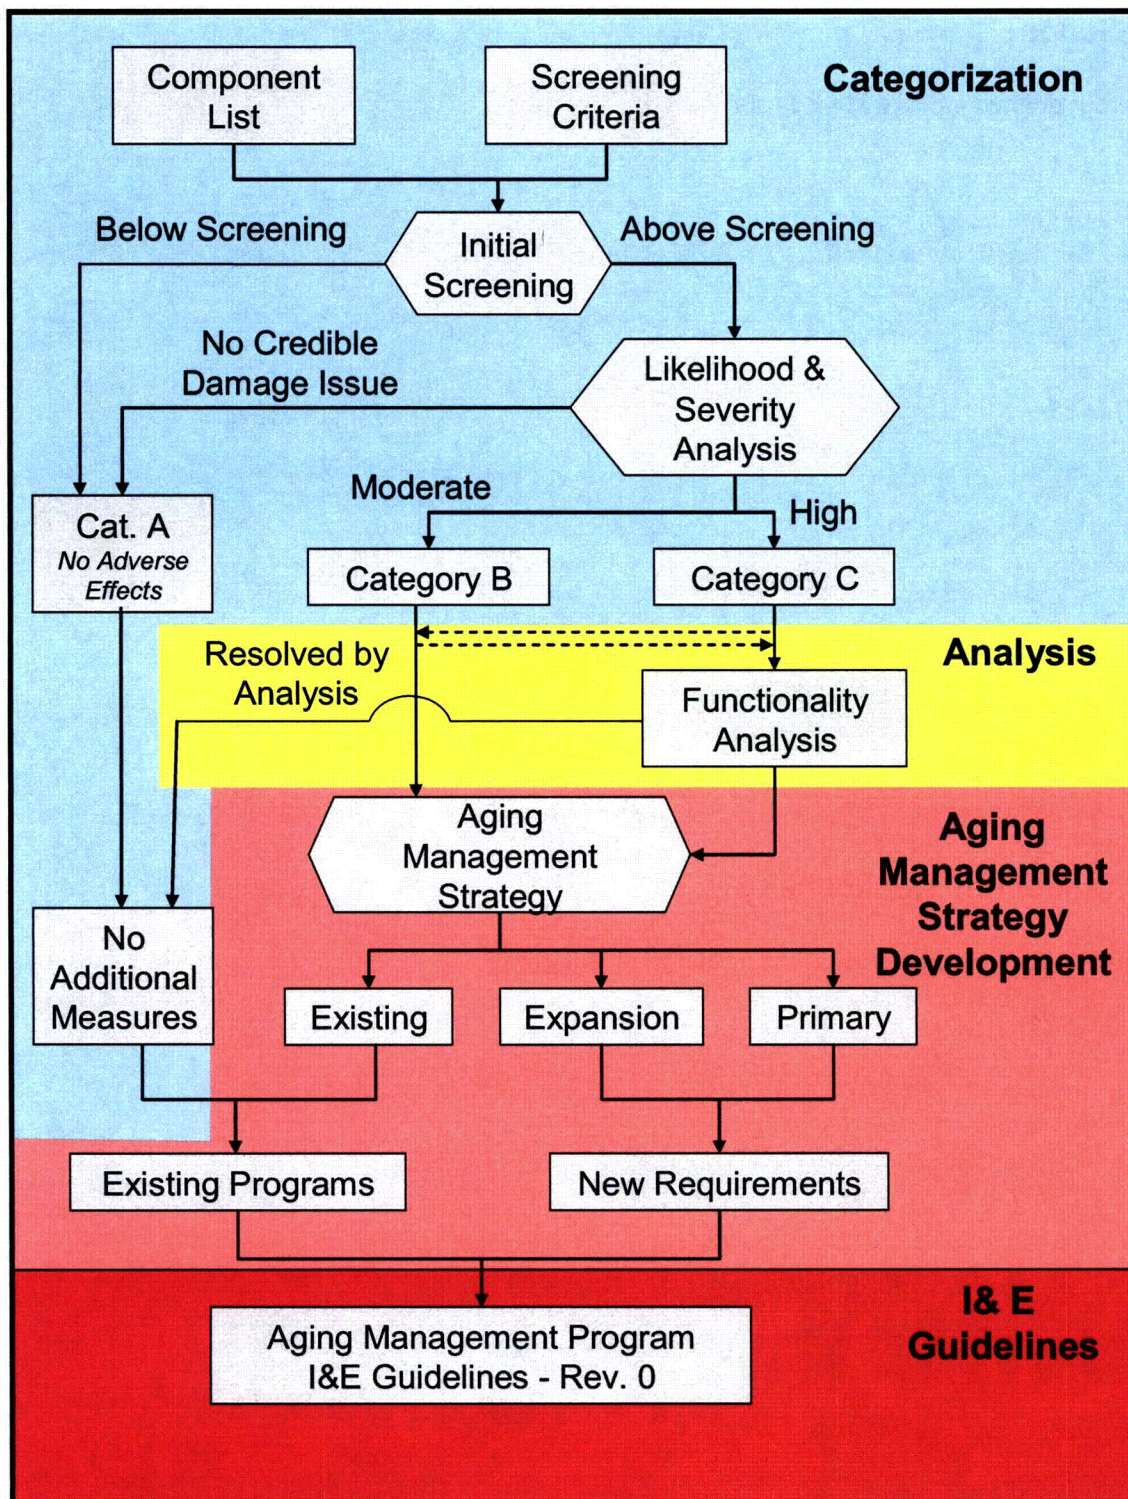 Component
List
Screening
Criteria
Categorization
Below Screening
Initial
Screening
Above Screening
No Credible
Damage Issue
Likelihood &
Severity
Analysis
Moderate
High
Cat. A
No Adverse
Effects
Category B
Category C
Resolved by
Analysis
Analysis
Functionality
Analysis
Aging
Management
Strategy
Aging
Management
Strategy
Development
No
Additional
Measures
Existing
Expansion
Primary
Existing Programs
New Requirements
I& E
Guidelines
Aging Management Program
I&E Guidelines - Rev. 0